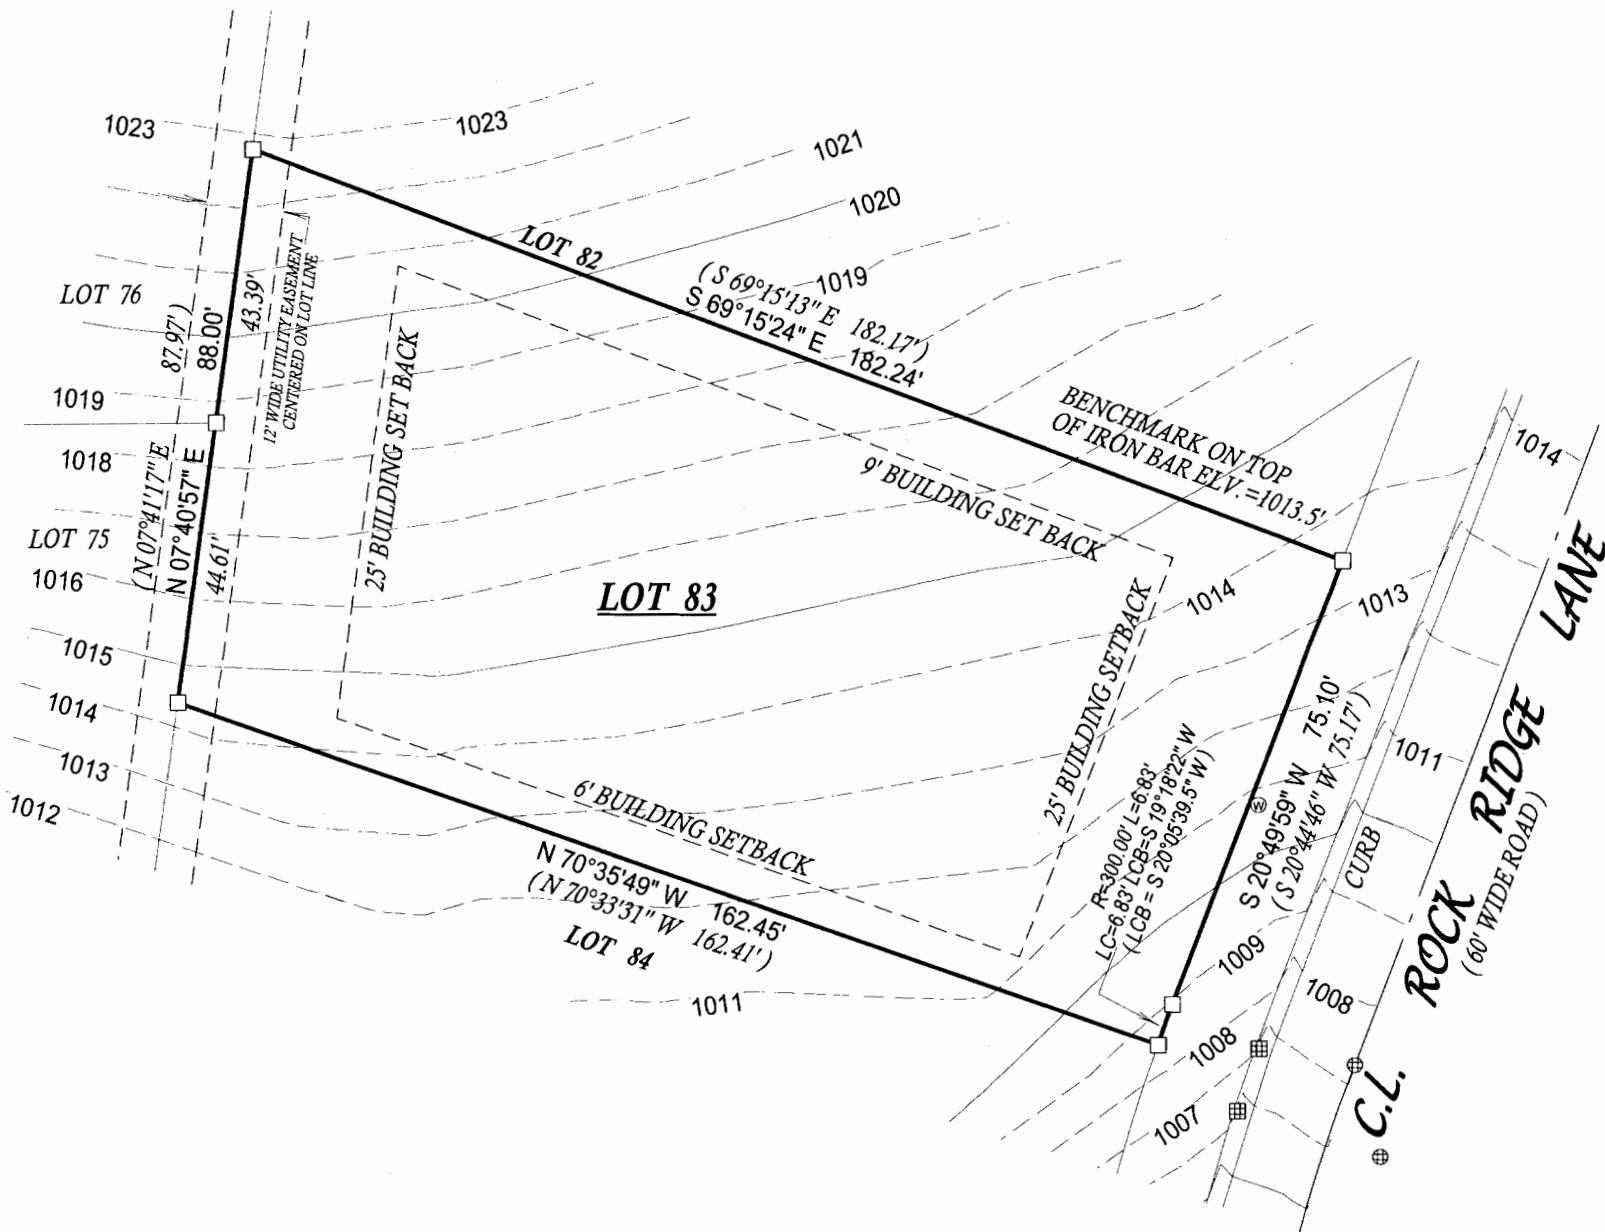 1023
1023
1021
1020
LOT 82
1019
( S 69°15'13" E 182.17')
S 69°15'24" E 182.24'
LOT 76
87.97')
88.00'
43.39'
12' WIDE UTILITY EASEMENT
CENTERED ON LOT LINE
25' BUILDING SET BACK
1019
1018
BENCHMARK ON TOP
OF IRON BAR ELV.=1013.5'
9' BUILDING SET BACK
1014
(N 07°41'17" E
N 07°40'57" E
44.61'
LOT 75
1016
LOT 83
1014
1013
1015
1014
1013
1012
25' BUILDING SETBACK
R=300.00' L=6.83'
LC=6.83' LCB=S 19°18'22" W
(LCB = S 20°05'39.5" W)
S 20°49'59" W 75.10'
(S 20°44'46" W 75.17')
W
1011
CURB
6' BUILDING SETBACK
N 70°35'49" W 162.45'
( N 70°33'31" W 162.41')
LOT 84
1011
1009
1008
1008
1007
C.L. ROCK RIDGE LANE
( 60' WIDE ROAD )